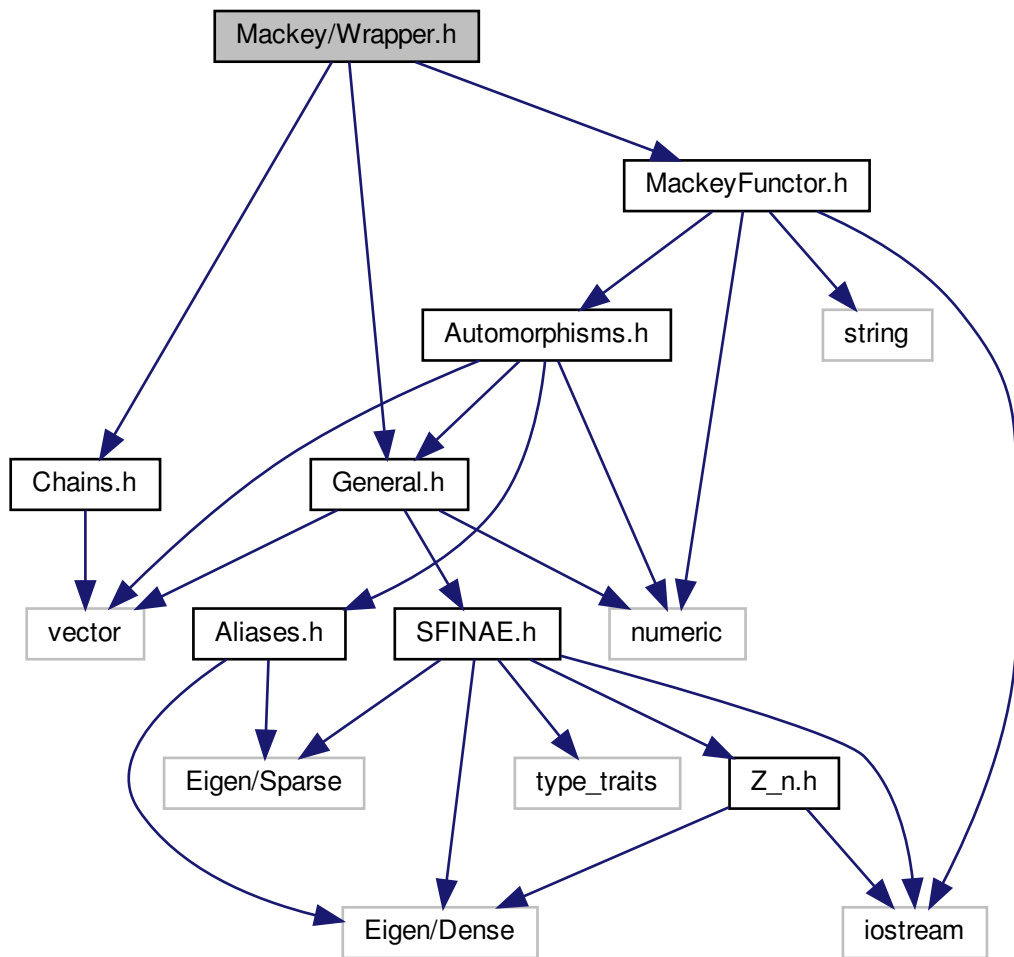 Mackey/Wrapper.h
MackeyFunctor.h
Automorphisms.h
string
Chains.h
General.h
vector
Aliases.h
SFINAE.h
numeric
Eigen/Sparse
type_traits
Z_n.h
Eigen/Dense
iostream